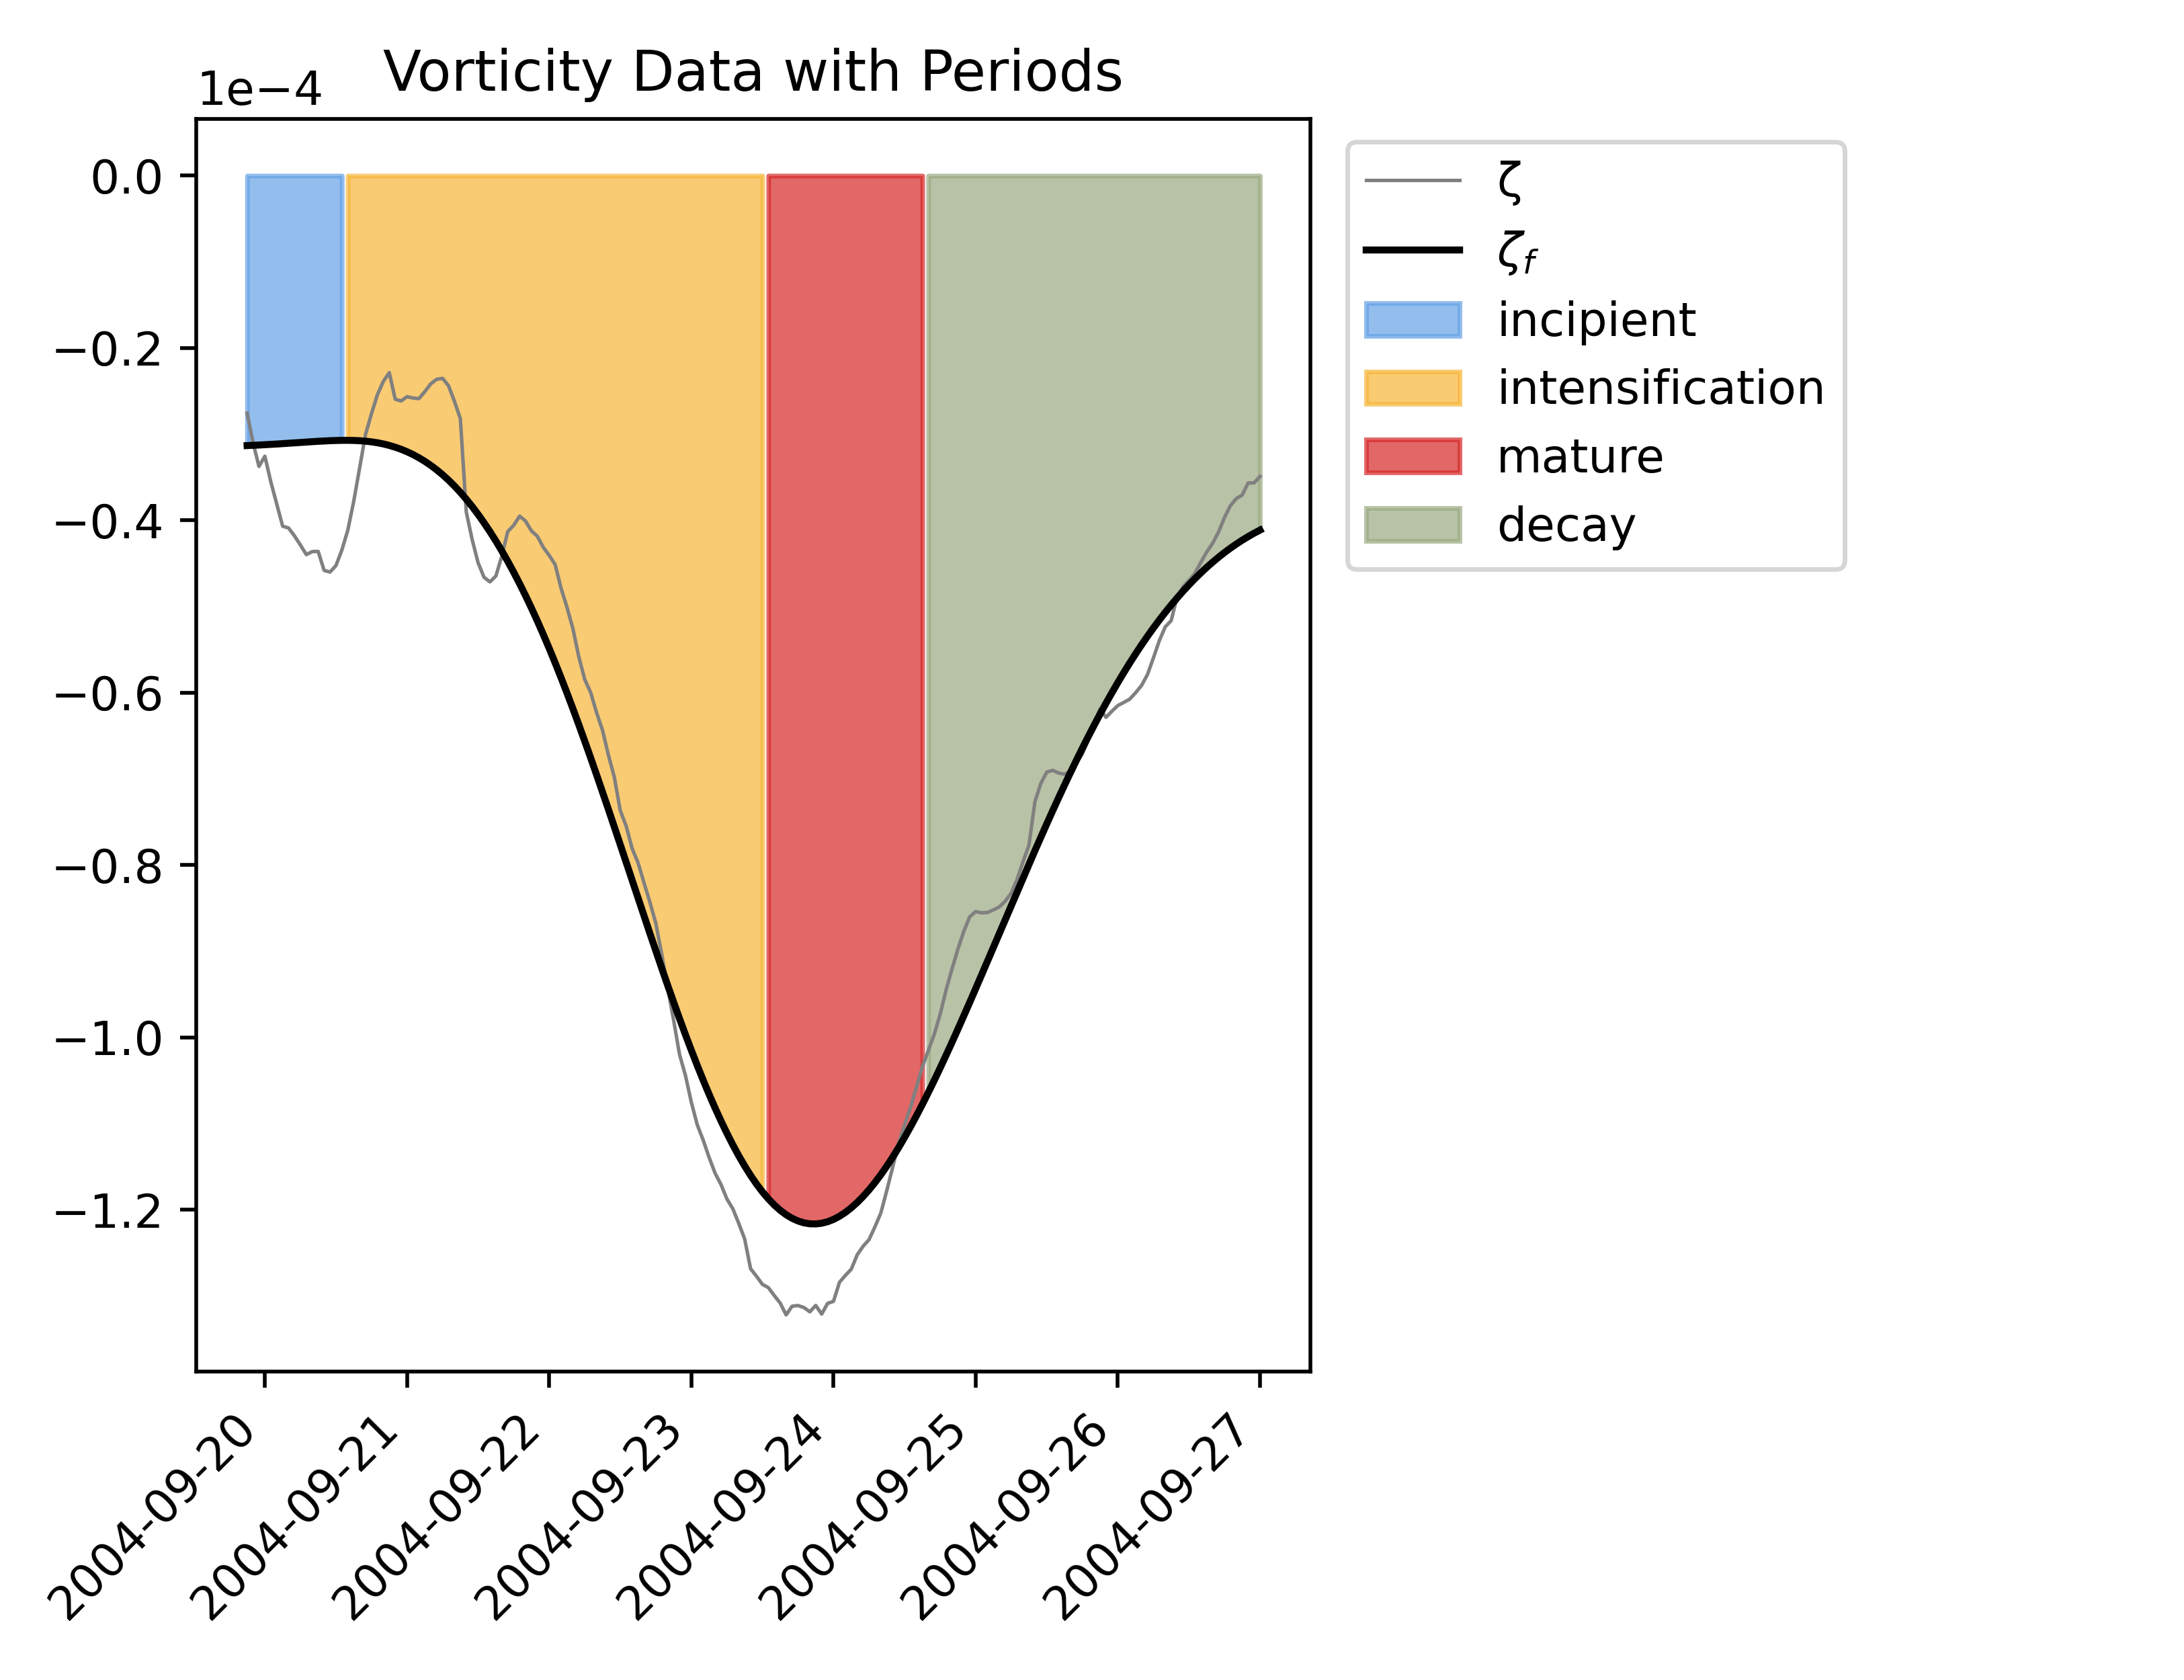 Vorticity Data with Periods
1e−4
0.0
−0.2
−0.4
−0.6
−0.8
−1.0
−1.2
2004-09-20
2004-09-21
2004-09-22
2004-09-23
2004-09-24
2004-09-25
2004-09-26
2004-09-27
ζ
ζf
incipient
intensification
mature
decay